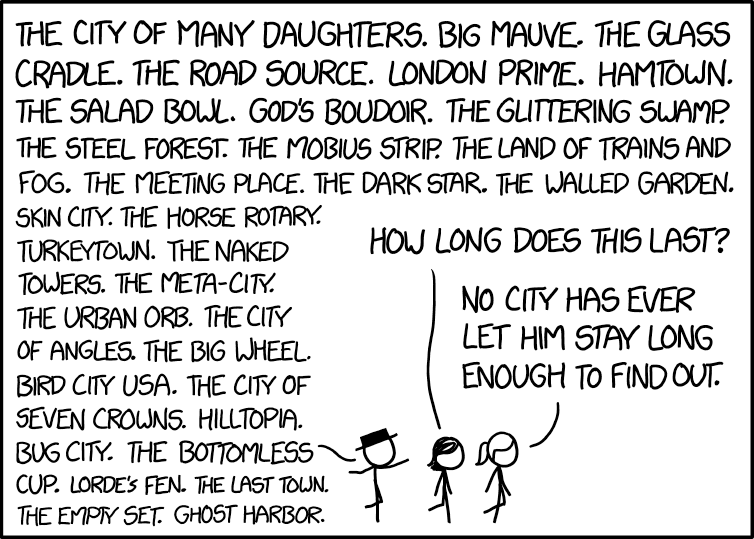 THE CITY OF MANY DAUGHTERS. BIG MAUVE. THE GLASS
CRADLE. THE ROAD SOURCE. LONDON PRIME. HAMTOWN.
THE SALAD BOWL. GOD'S BOUDOIR. THE GLITTERING SWAMP.
THE STEEL FOREST. THE MOBIUS STRIP. THE LAND OF TRAINS AND
FOG. THE MEETING PLACE. THE DARK STAR. THE WALLED GARDEN.
SKIN CITY. THE HORSE ROTARY.
TURKEYTOWN. THE NAKED
TOWERS. THE META-CITY.
THE URBAN ORB. THE CITY
OF ANGLES. THE BIG WHEEL.
BIRD CITY USA. THE CITY OF
SEVEN CROWNS. HILLTOPIA.
BUG CITY. THE BOTTOMLESS
CUP. LORDE'S FEN. THE LAST TOWN.
THE EMPTY SET. GHOST HARBOR.
HOW LONG DOES THIS LAST?
NO CITY HAS EVER
LET HIM STAY LONG
ENOUGH TO FIND OUT.